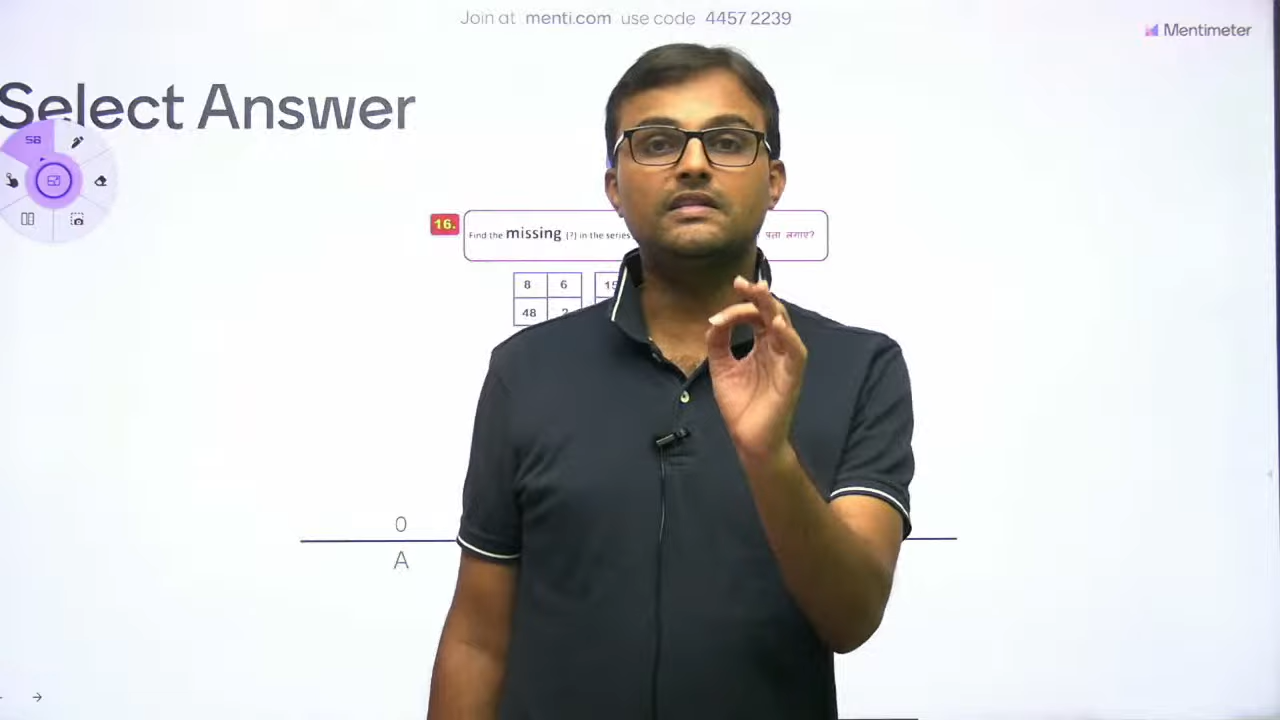 Join at menti.com use code 4457 2239
Mentimeter
Select Answer
16.
Find the missing (?) in the series
पता लगाए?
8 6
15
48 ?
0
A